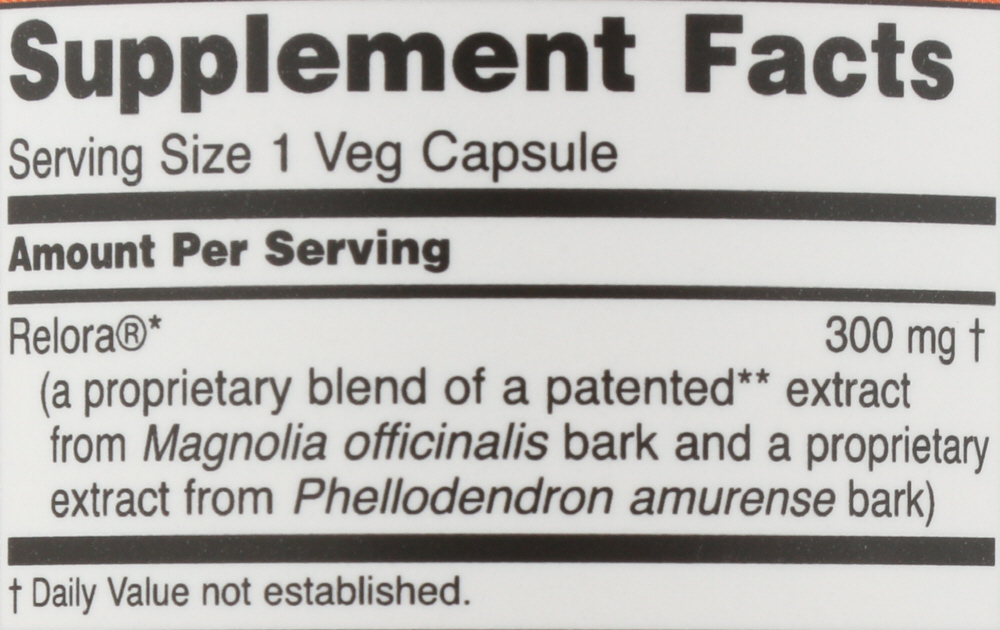 Supplement Facts
Serving Size 1 Veg Capsule
Amount Per Serving
Relora®* 300 mg †
(a proprietary blend of a patented** extract
from Magnolia officinalis bark and a proprietary
extract from Phellodendron amurense bark)
† Daily Value not established.